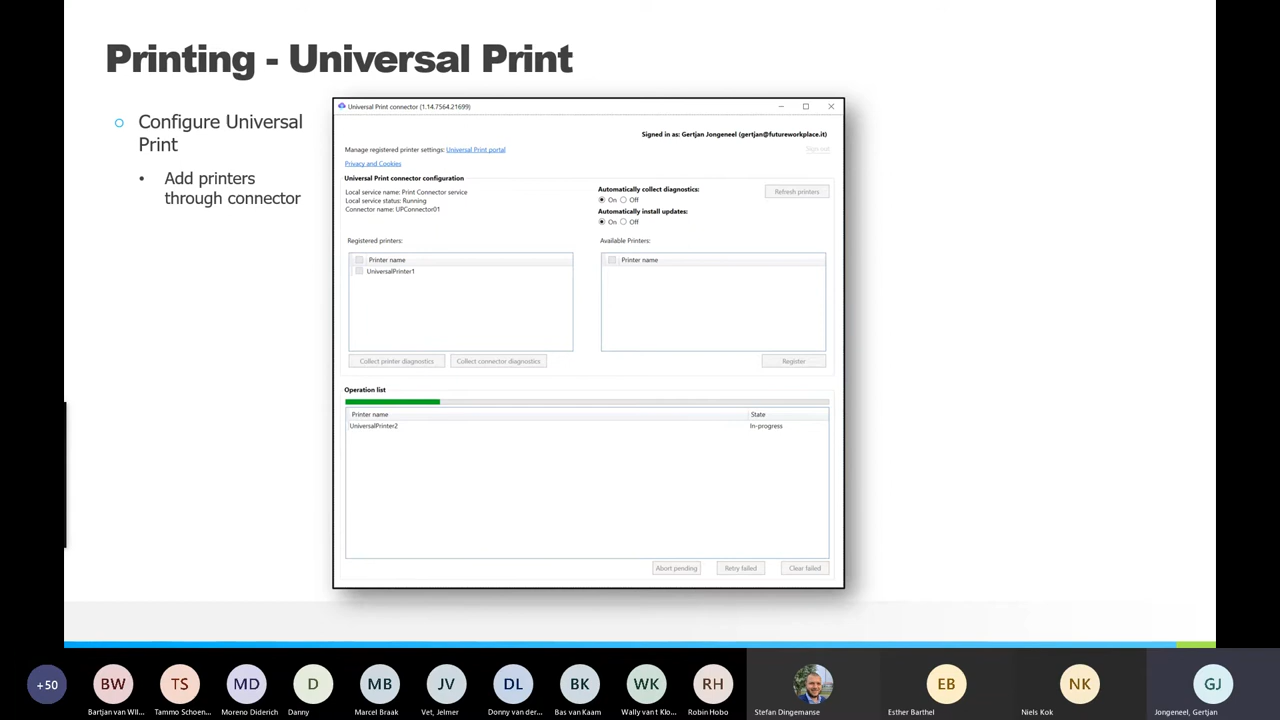 Printing - Universal Print
Configure Universal
Print
Add printers
through connector
Universal Print connector (1.14.7564.21699)
Signed in as: Gertjan Jongeneel (gertjan@futureworkplace.it)
Sign out
Manage registered printer settings: Universal Print portal
Privacy and Cookies
Universal Print connector configuration
Local service name: Print Connector service
Local service status: Running
Connector name: UPConnector01
Automatically collect diagnostics:
On Off
Automatically install updates:
On Off
Refresh printers
Registered printers:
Printer name
UniversalPrinter1
Available Printers:
Printer name
Collect printer diagnostics
Collect connector diagnostics
Register
Operation list
Printer name State
UniversalPrinter2 In-progress
Abort pending
Retry failed
Clear failed
+50
BW
TS
MD
D
MB
JV
DL
BK
WK
RH
EB
NK
GJ
Bartjan van Wil...
Tammo Schoen...
Moreno Diderich
Danny
Marcel Braak
Vet, Jelmer
Donny van der...
Bas van Kaam
Wally van t Klo...
Robin Hobo
Stefan Dingemanse
Esther Barthel
Niels Kok
Jongeneel, Gertjan